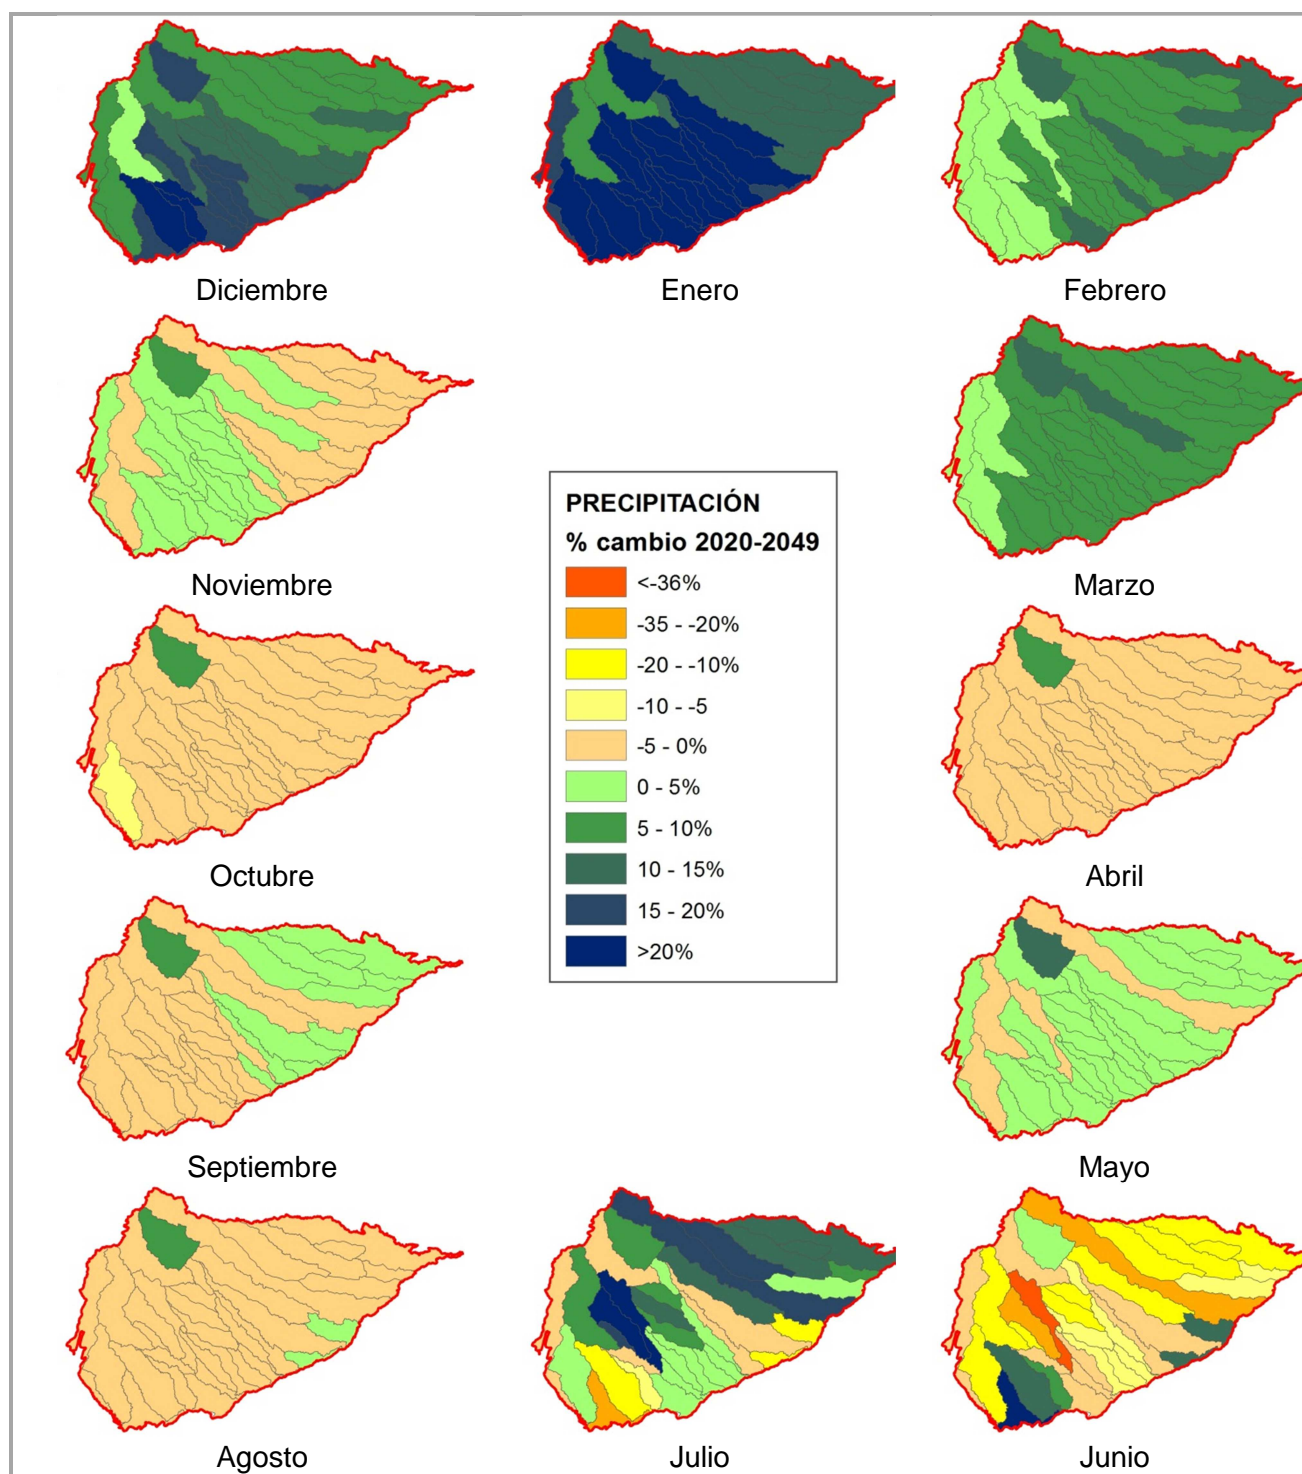 Diciembre
Enero
Febrero
Noviembre
Marzo
PRECIPITACIÓN
% cambio 2020-2049
<-36%
-35 - -20%
-20 - -10%
-10 - -5
-5 - 0%
0 - 5%
5 - 10%
10 - 15%
15 - 20%
>20%
Octubre
Abril
Septiembre
Mayo
Agosto
Julio
Junio